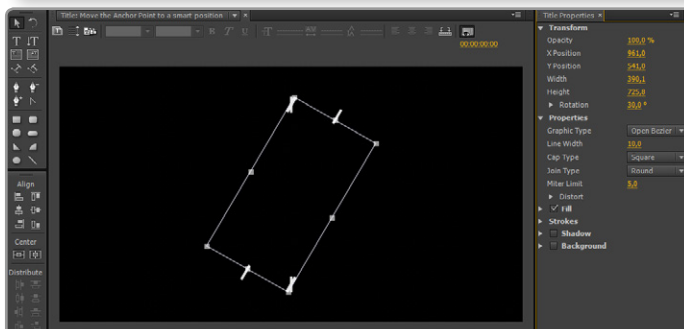 Title: Move the Anchor Point to a smart position
B T U
00:00:00:00
Align
Center
Distribute
Title Properties
Transform
Opacity 100,0 %
X Position 961,0
Y Position 541,0
Width 390,1
Height 725,8
Rotation 30,0 °
Properties
Graphic Type Open Bezier
Line Width 10,0
Cap Type Square
Join Type Round
Miter Limit 5,0
Distort
Fill
Strokes
Shadow
Background